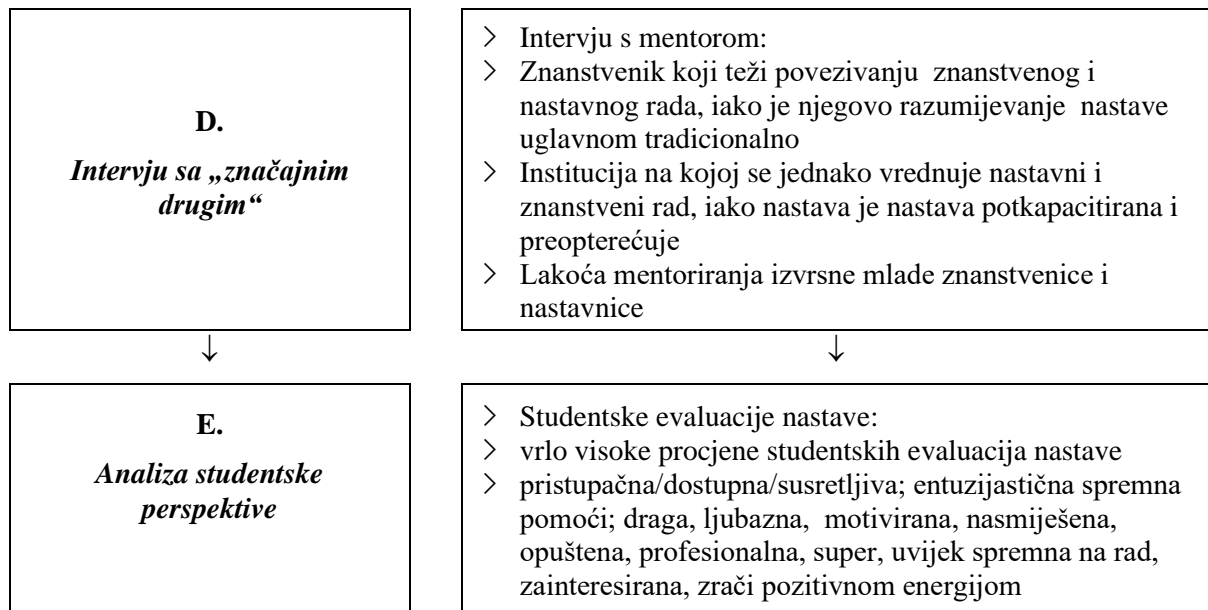 D.
Intervju sa „značajnim
drugim“
> Intervju s mentorom:
> Znanstvenik koji teži povezivanju znanstvenog i
nastavnog rada, iako je njegovo razumijevanje nastave
uglavnom tradicionalno
> Institucija na kojoj se jednako vrednuje nastavni i
znanstveni rad, iako nastava je nastava potkapacitirana i
preopterećuje
> Lakoća mentoriranja izvrsne mlade znanstvenice i
nastavnice
↓
↓
E.
Analiza studentske
perspektive
> Studentske evaluacije nastave:
> vrlo visoke procjene studentskih evaluacija nastave
> pristupačna/dostupna/susretljiva; entuzijastična spremna
pomoći; draga, ljubazna, motivirana, nasmiješena,
opuštena, profesionalna, super, uvijek spremna na rad,
zainteresirana, zrači pozitivnom energijom